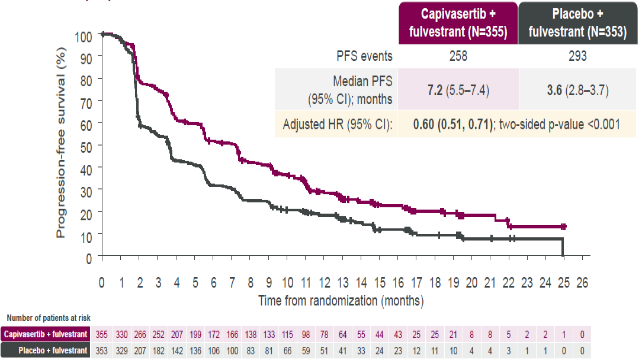 Capivasertib + Placebo +
fulvestrant (N=355) fulvestrant (N=353)
PFS events 258 293
Median PFS
(95% CI); months 7.2 (5.5–7.4) 3.6 (2.8–3.7)
Adjusted HR (95% CI): 0.60 (0.51, 0.71); two-sided p-value <0.001
Progression-free survival (%)
100
90
80
70
60
50
40
30
20
10
0
0 1 2 3 4 5 6 7 8 9 10 11 12 13 14 15 16 17 18 19 20 21 22 23 24 25 26
Time from randomization (months)
Number of patients at risk
Capivasertib + fulvestrant 355 330 266 252 207 199 172 166 138 133 115 98 78 64 55 44 43 25 25 21 8 8 5 2 2 1 0
Placebo + fulvestrant 353 329 207 182 142 136 106 100 83 81 66 59 51 41 33 24 23 12 11 10 4 4 3 1 1 0 0